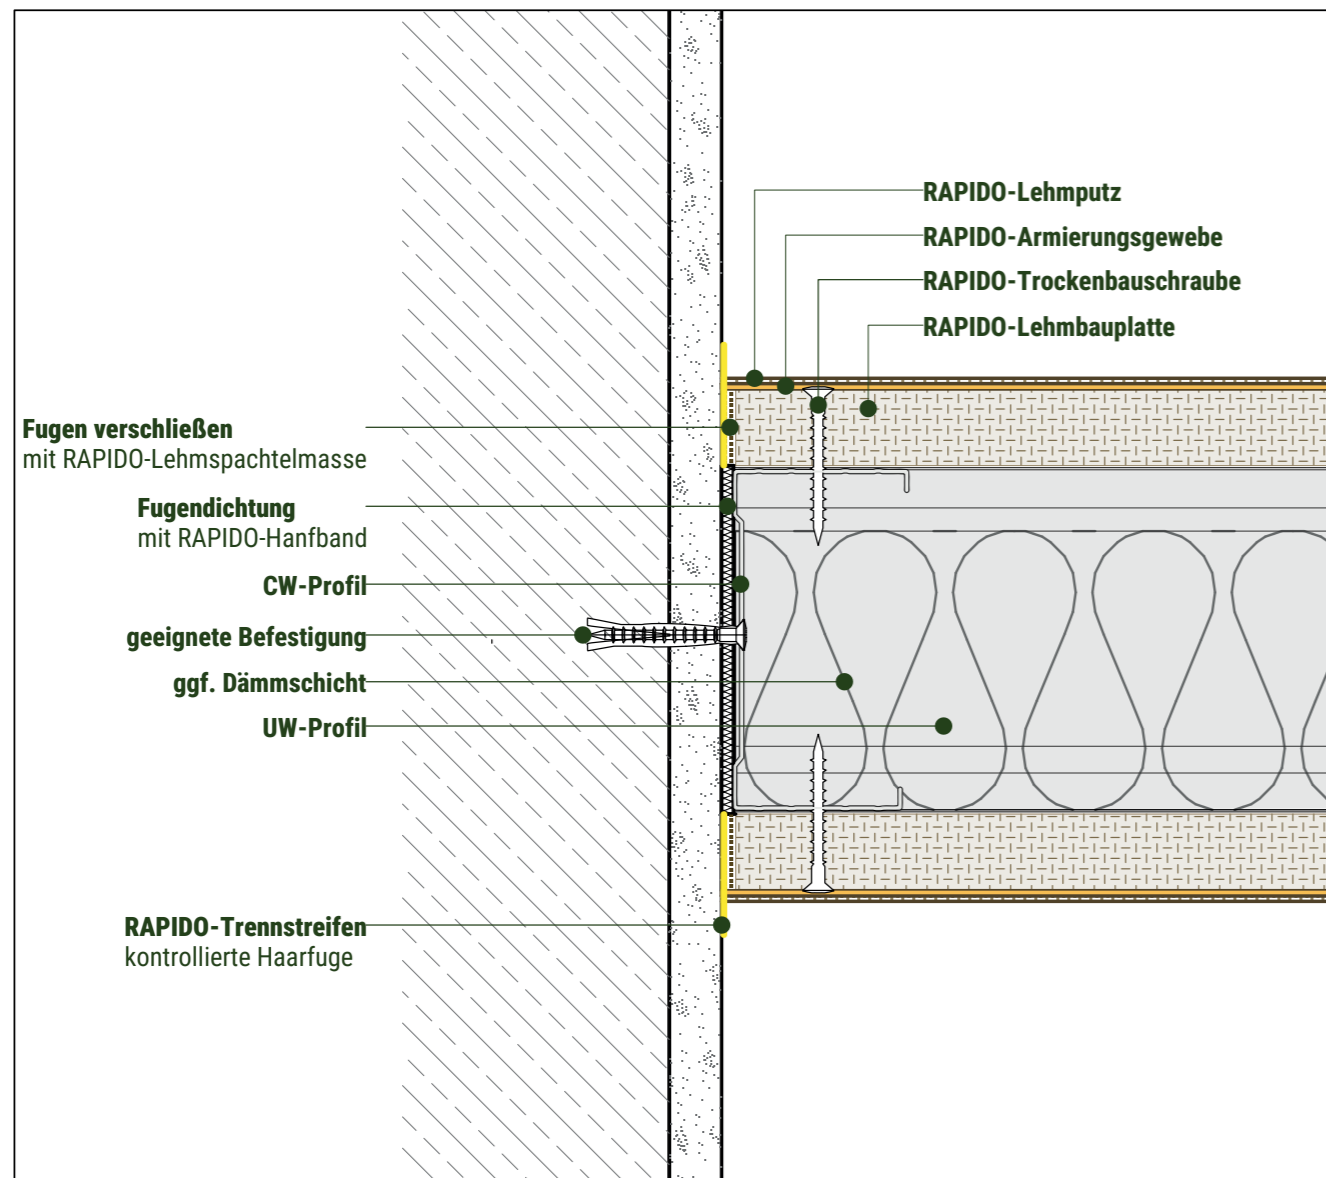 RAPIDO-Lehmputz
RAPIDO-Armierungsgewebe
RAPIDO-Trockenbauschraube
RAPIDO-Lehmbauplatte
Fugen verschließen
mit RAPIDO-Lehmspachtelmasse
Fugendichtung
mit RAPIDO-Hanfband
CW-Profil
geeignete Befestigung
ggf. Dämmschicht
UW-Profil
RAPIDO-Trennstreifen
kontrollierte Haarfuge